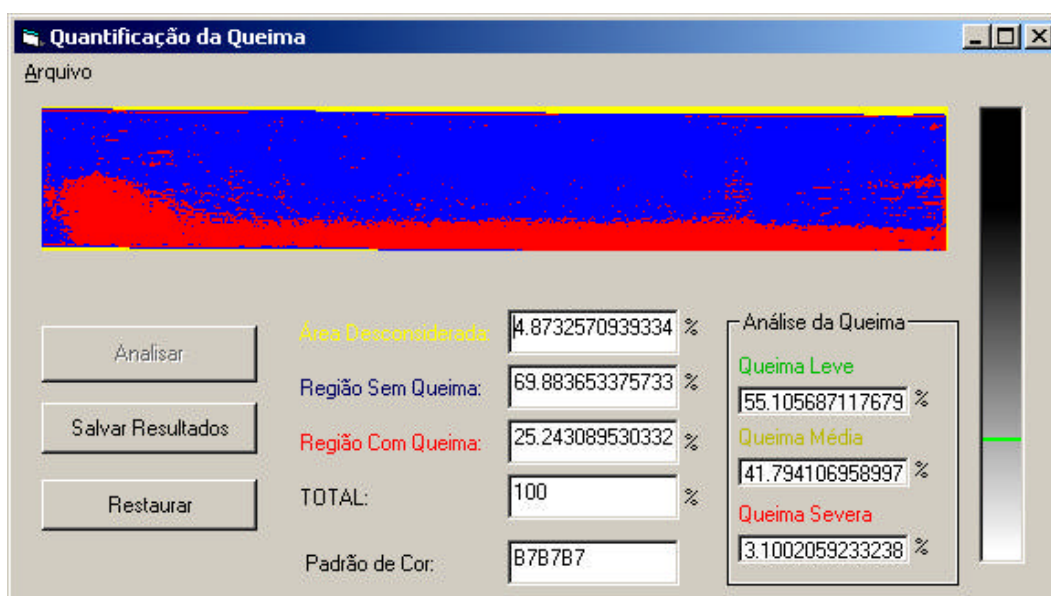 Quantificação da Queima
Arquivo
Analisar
Salvar Resultados
Restaurar
Área Desconsiderada: 4.8732570939334 %
Região Sem Queima: 69.883653375733 %
Região Com Queima: 25.243089530332 %
TOTAL: 100 %
Padrão de Cor: B7B7B7
Análise da Queima
Queima Leve
55.105687117679 %
Queima Média
41.794106958997 %
Queima Severa
3.1002059233238 %